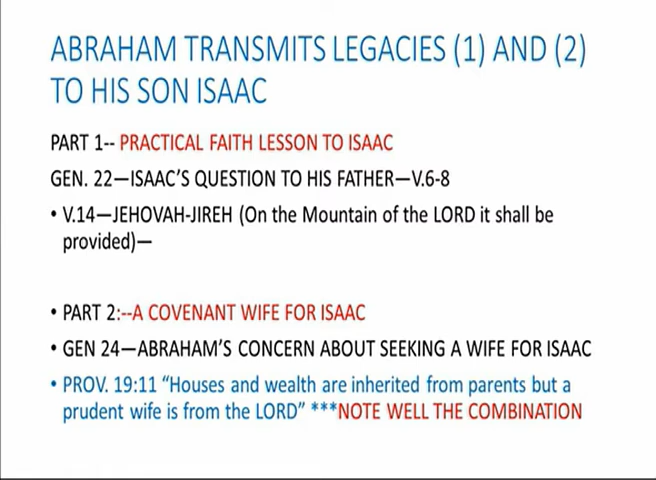 ABRAHAM TRANSMITS LEGACIES (1) AND (2)
TO HIS SON ISAAC
PART 1-- PRACTICAL FAITH LESSON TO ISAAC
GEN. 22—ISAAC'S QUESTION TO HIS FATHER—V.6-8
• V.14—JEHOVAH-JIREH (On the Mountain of the LORD it shall be
provided)—
• PART 2:--A COVENANT WIFE FOR ISAAC
• GEN 24—ABRAHAM'S CONCERN ABOUT SEEKING A WIFE FOR ISAAC
• PROV. 19:11 “Houses and wealth are inherited from parents but a
prudent wife is from the LORD” ***NOTE WELL THE COMBINATION